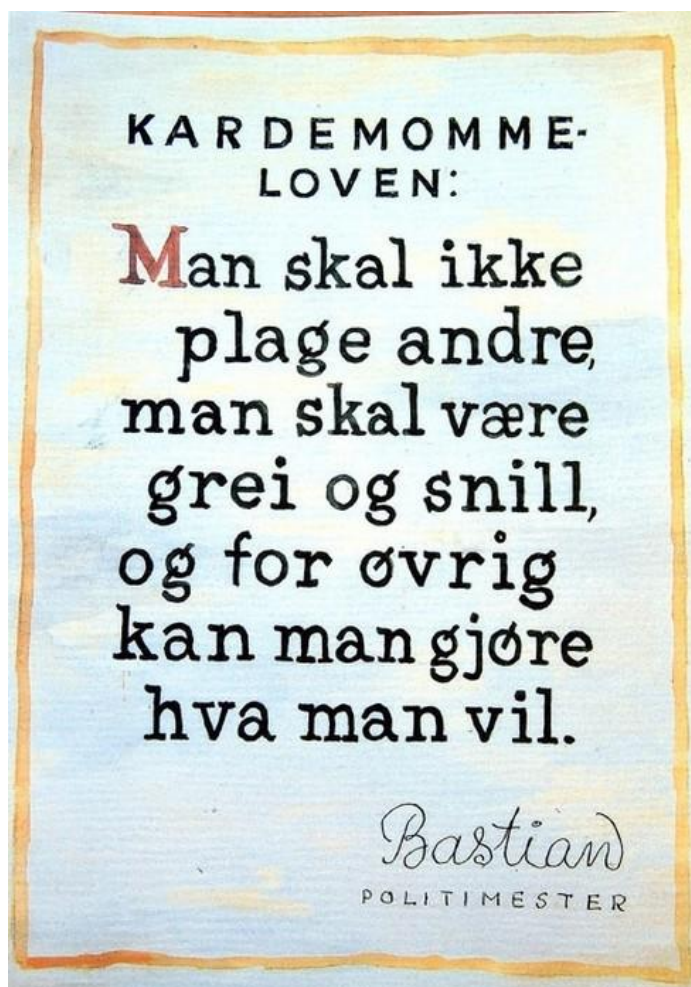 KARDEMOMME-
LOVEN:
Man skal ikke
plage andre,
man skal være
grei og snill,
og for øvrig
kan man gjøre
hva man vil.
Bastian
POLITIMESTER